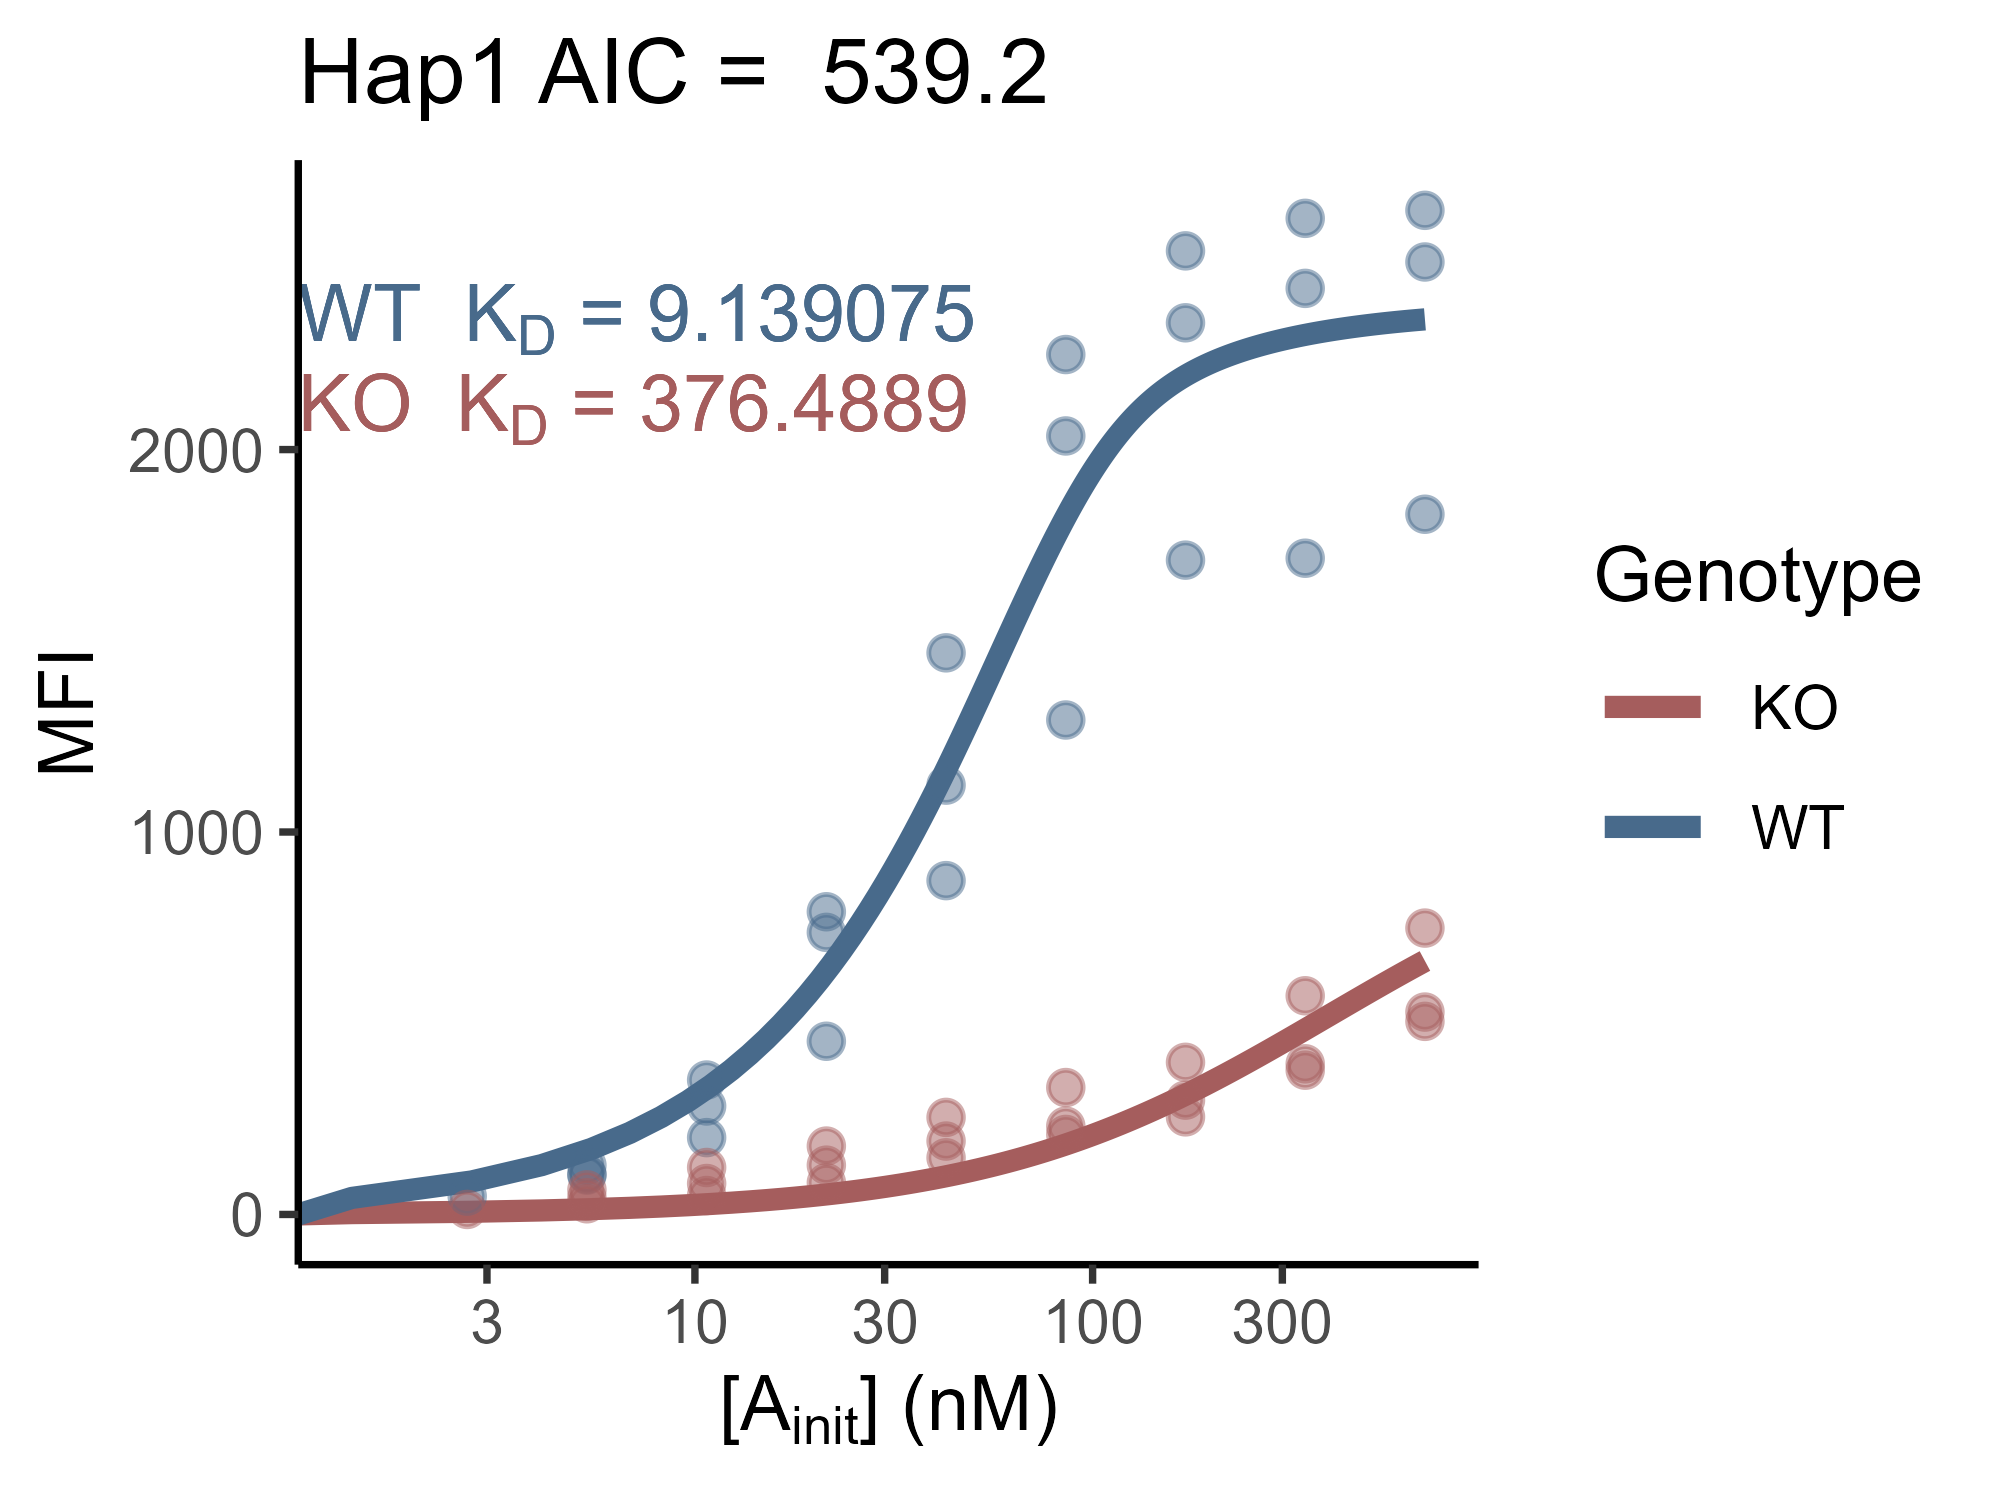 Hap1 AIC =  539.2
WT  K_D = 9.139075
KO  K_D = 376.4889
MFI
2000
1000
0
3 10 30 100 300
[A_init] (nM)
Genotype
KO
WT